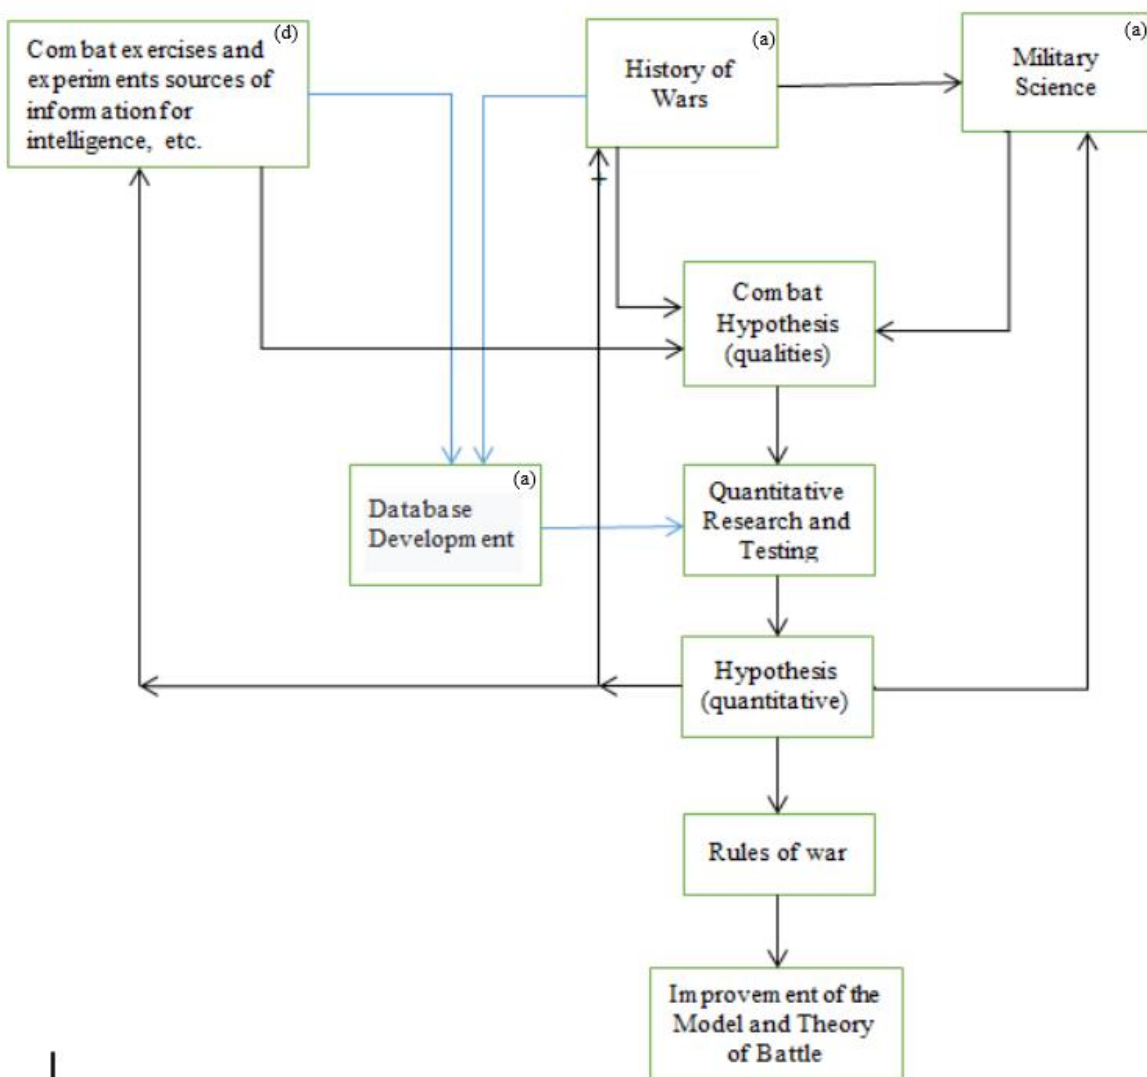 (d)
Combat exercises and
experiments sources of
information for
intelligence, etc.
(a)
History of
Wars
(a)
Military
Science
Combat
Hypothesis
(qualities)
(a)
Database
Development
Quantitative
Research and
Testing
Hypothesis
(quantitative)
Rules of war
Improvement of the
Model and Theory
of Battle